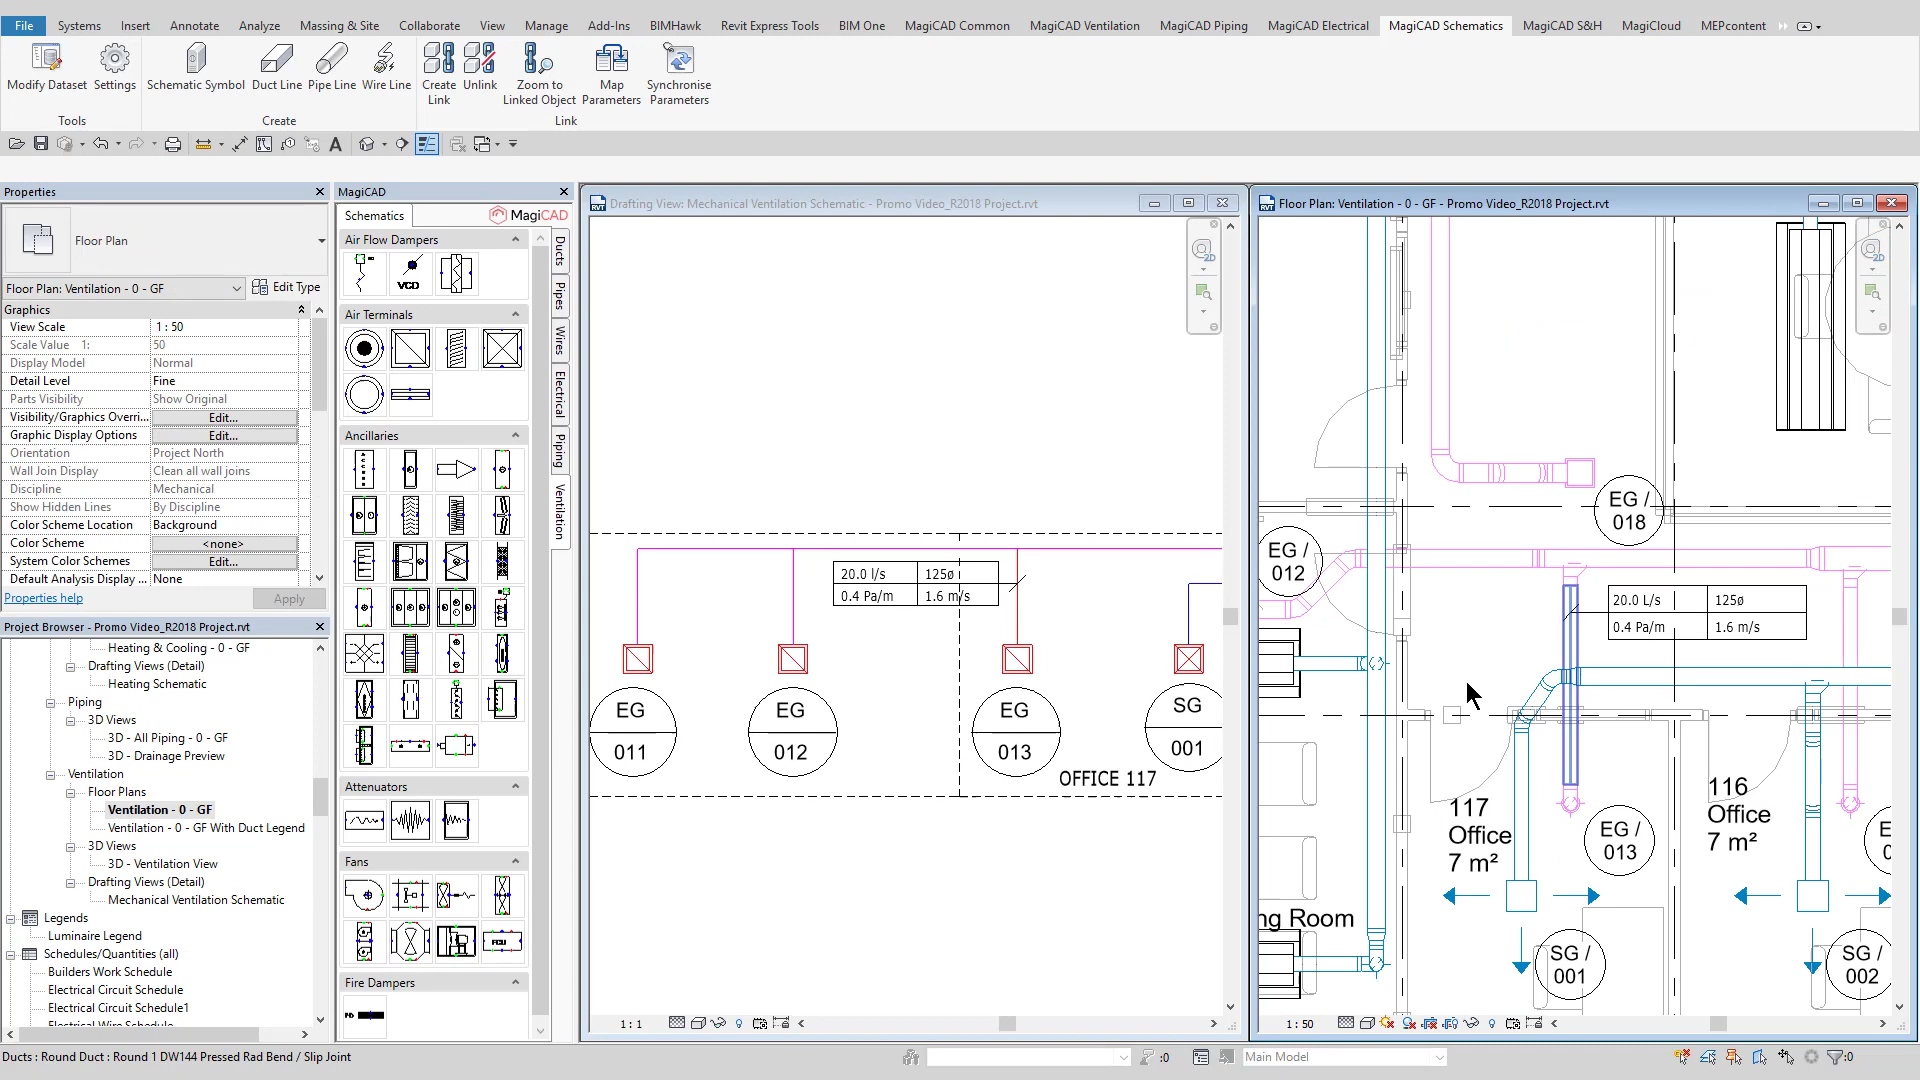 File Systems Insert Annotate Analyze Massing & Site Collaborate View Manage Add-Ins BIMHawk Revit Express Tools BIM One MagiCAD Common MagiCAD Ventilation MagiCAD Piping MagiCAD Electrical MagiCAD Schematics MagiCAD S&H MagiCloud MEPcontent
Modify Dataset Settings Schematic Symbol Duct Line Pipe Line Wire Line Create Link Unlink Zoom to Linked Object Map Parameters Synchronise Parameters
Tools Create Link
Properties
Floor Plan
Floor Plan: Ventilation - 0 - GF Edit Type
Graphics
View Scale 1 : 50
Scale Value 1: 50
Display Model Normal
Detail Level Fine
Parts Visibility Show Original
Visibility/Graphics Overri... Edit...
Graphic Display Options Edit...
Orientation Project North
Wall Join Display Clean all wall joins
Discipline Mechanical
Show Hidden Lines By Discipline
Color Scheme Location Background
Color Scheme <none>
System Color Schemes Edit...
Default Analysis Display ... None
Properties help Apply
Project Browser - Promo Video_R2018 Project.rvt
Heating & Cooling - 0 - GF
Drafting Views (Detail)
Heating Schematic
Piping
3D Views
3D - All Piping - 0 - GF
3D - Drainage Preview
Ventilation
Floor Plans
Ventilation - 0 - GF
Ventilation - 0 - GF With Duct Legend
3D Views
3D - Ventilation View
Drafting Views (Detail)
Mechanical Ventilation Schematic
Legends
Luminaire Legend
Schedules/Quantities (all)
Builders Work Schedule
Electrical Circuit Schedule
Electrical Circuit Schedule1
Electrical Wire Schedule
MagiCAD
Schematics MagiCAD
Air Flow Dampers
VCD
Air Terminals
Ancillaries
Attenuators
Fans
FCU
Fire Dampers
Ducts
Pipes
Wires
Electrical
Piping
Ventilation
Drafting View: Mechanical Ventilation Schematic - Promo Video_R2018 Project.rvt
2D
20.0 l/s 125ø
0.4 Pa/m 1.6 m/s
EG 011
EG 012
EG 013
SG 001
OFFICE 117
1 : 1
Floor Plan: Ventilation - 0 - GF - Promo Video_R2018 Project.rvt
2D
EG / 018
EG / 012
20.0 L/s 125ø
0.4 Pa/m 1.6 m/s
117
Office
7 m²
EG / 013
116
Office
7 m²
ng Room
SG / 001
SG / 002
1 : 50
Ducts : Round Duct : Round 1 DW144 Pressed Rad Bend / Slip Joint
:0
Main Model
:0